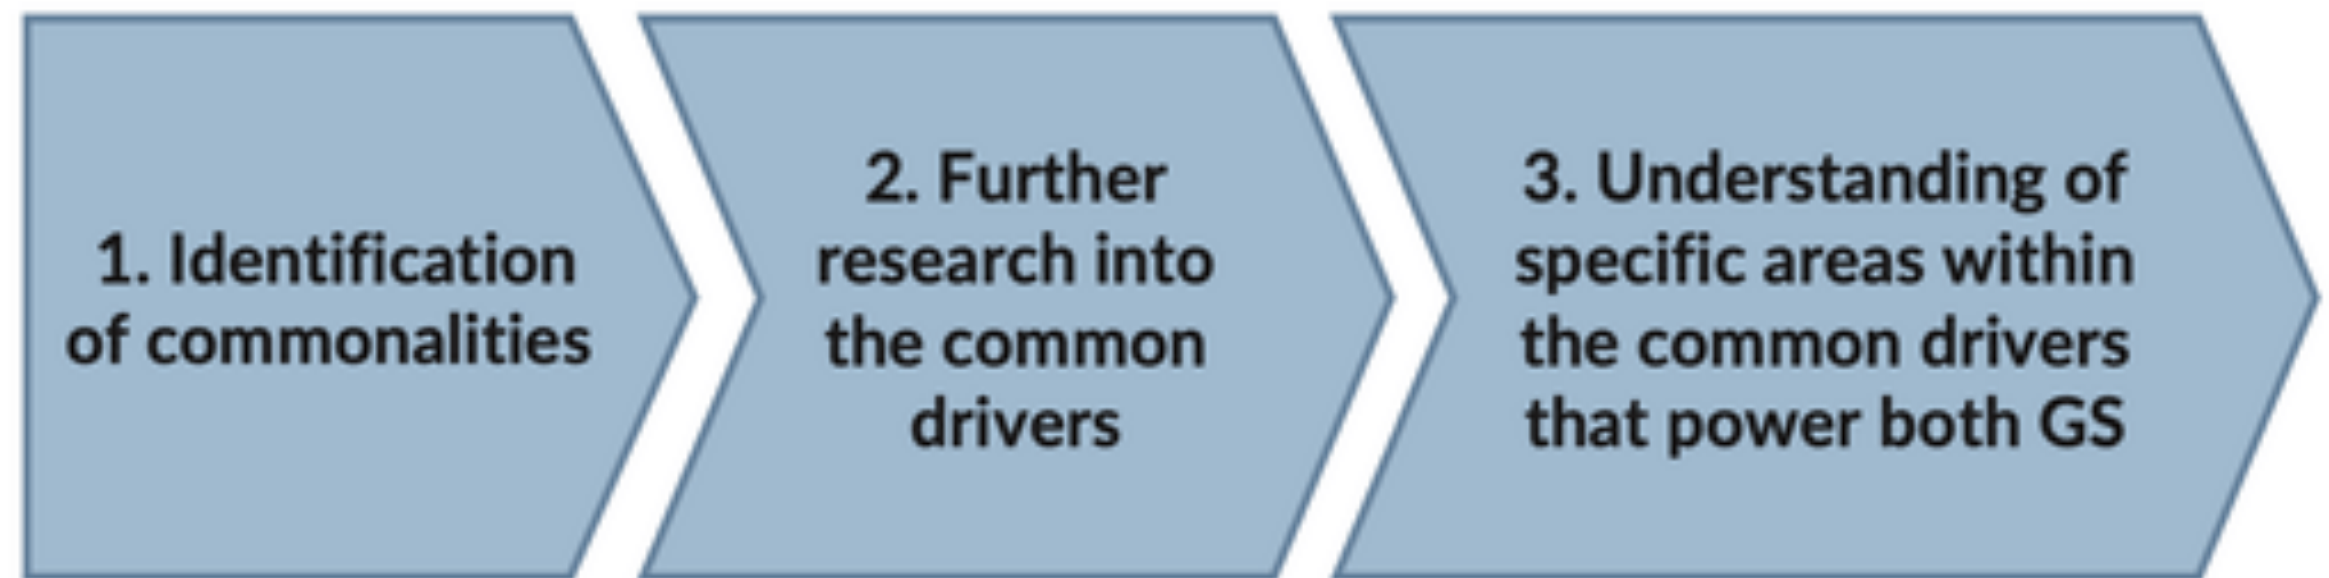 1. Identification
of commonalities
2. Further
research into
the common
drivers
3. Understanding of
specific areas within
the common drivers
that power both GS